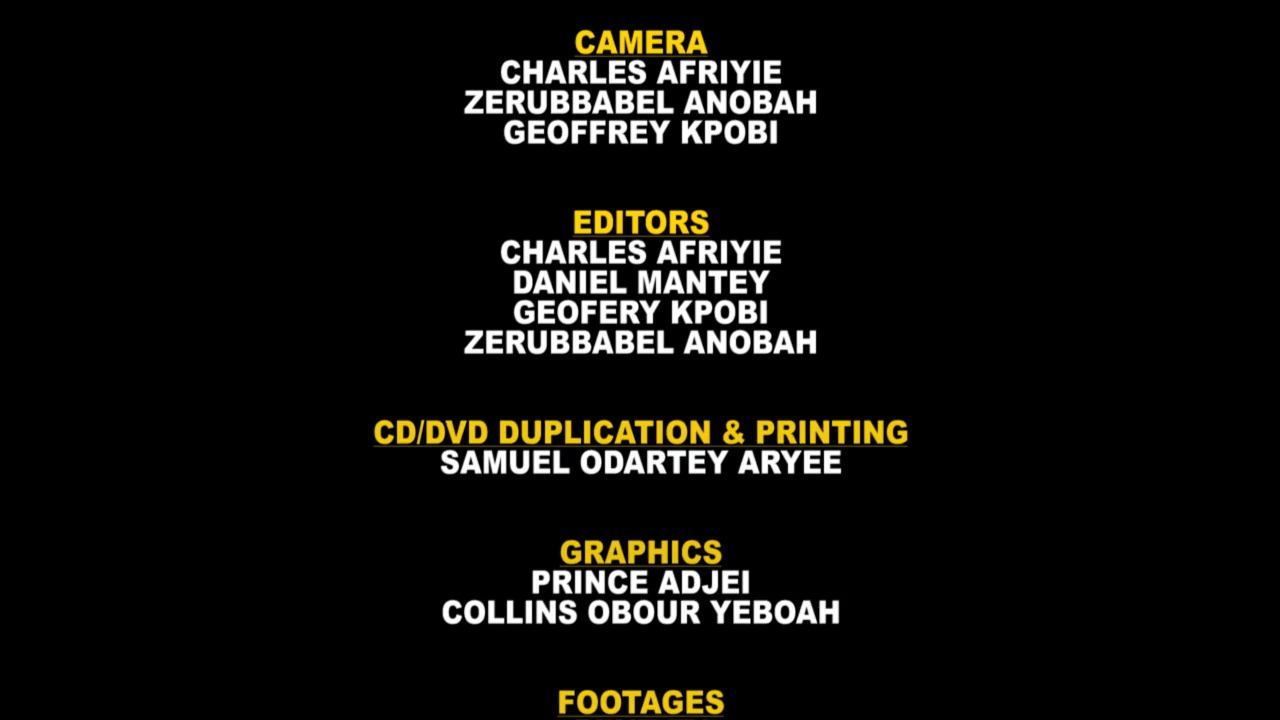 CAMERA
CHARLES AFRIYIE
ZERUBBABEL ANOBAH
GEOFFREY KPOBI
EDITORS
CHARLES AFRIYIE
DANIEL MANTEY
GEOFERY KPOBI
ZERUBBABEL ANOBAH
CD/DVD DUPLICATION & PRINTING
SAMUEL ODARTEY ARYEE
GRAPHICS
PRINCE ADJEI
COLLINS OBOUR YEBOAH
FOOTAGES